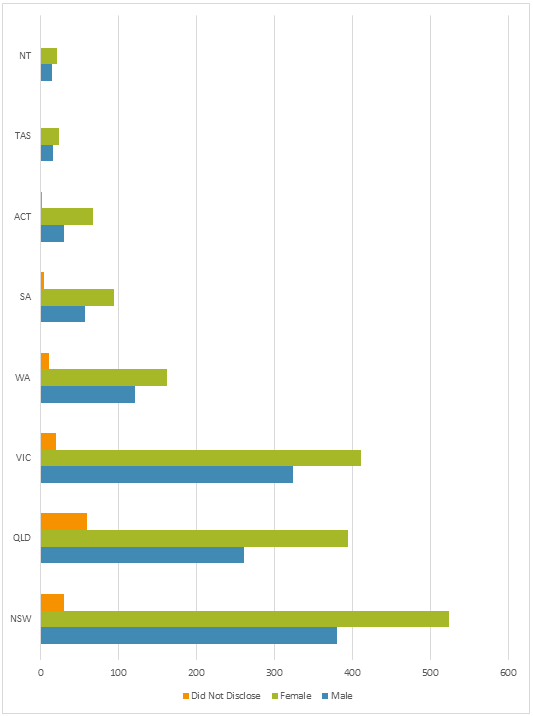 NT
TAS
ACT
SA
WA
VIC
QLD
NSW
0 100 200 300 400 500 600
Did Not Disclose Female Male